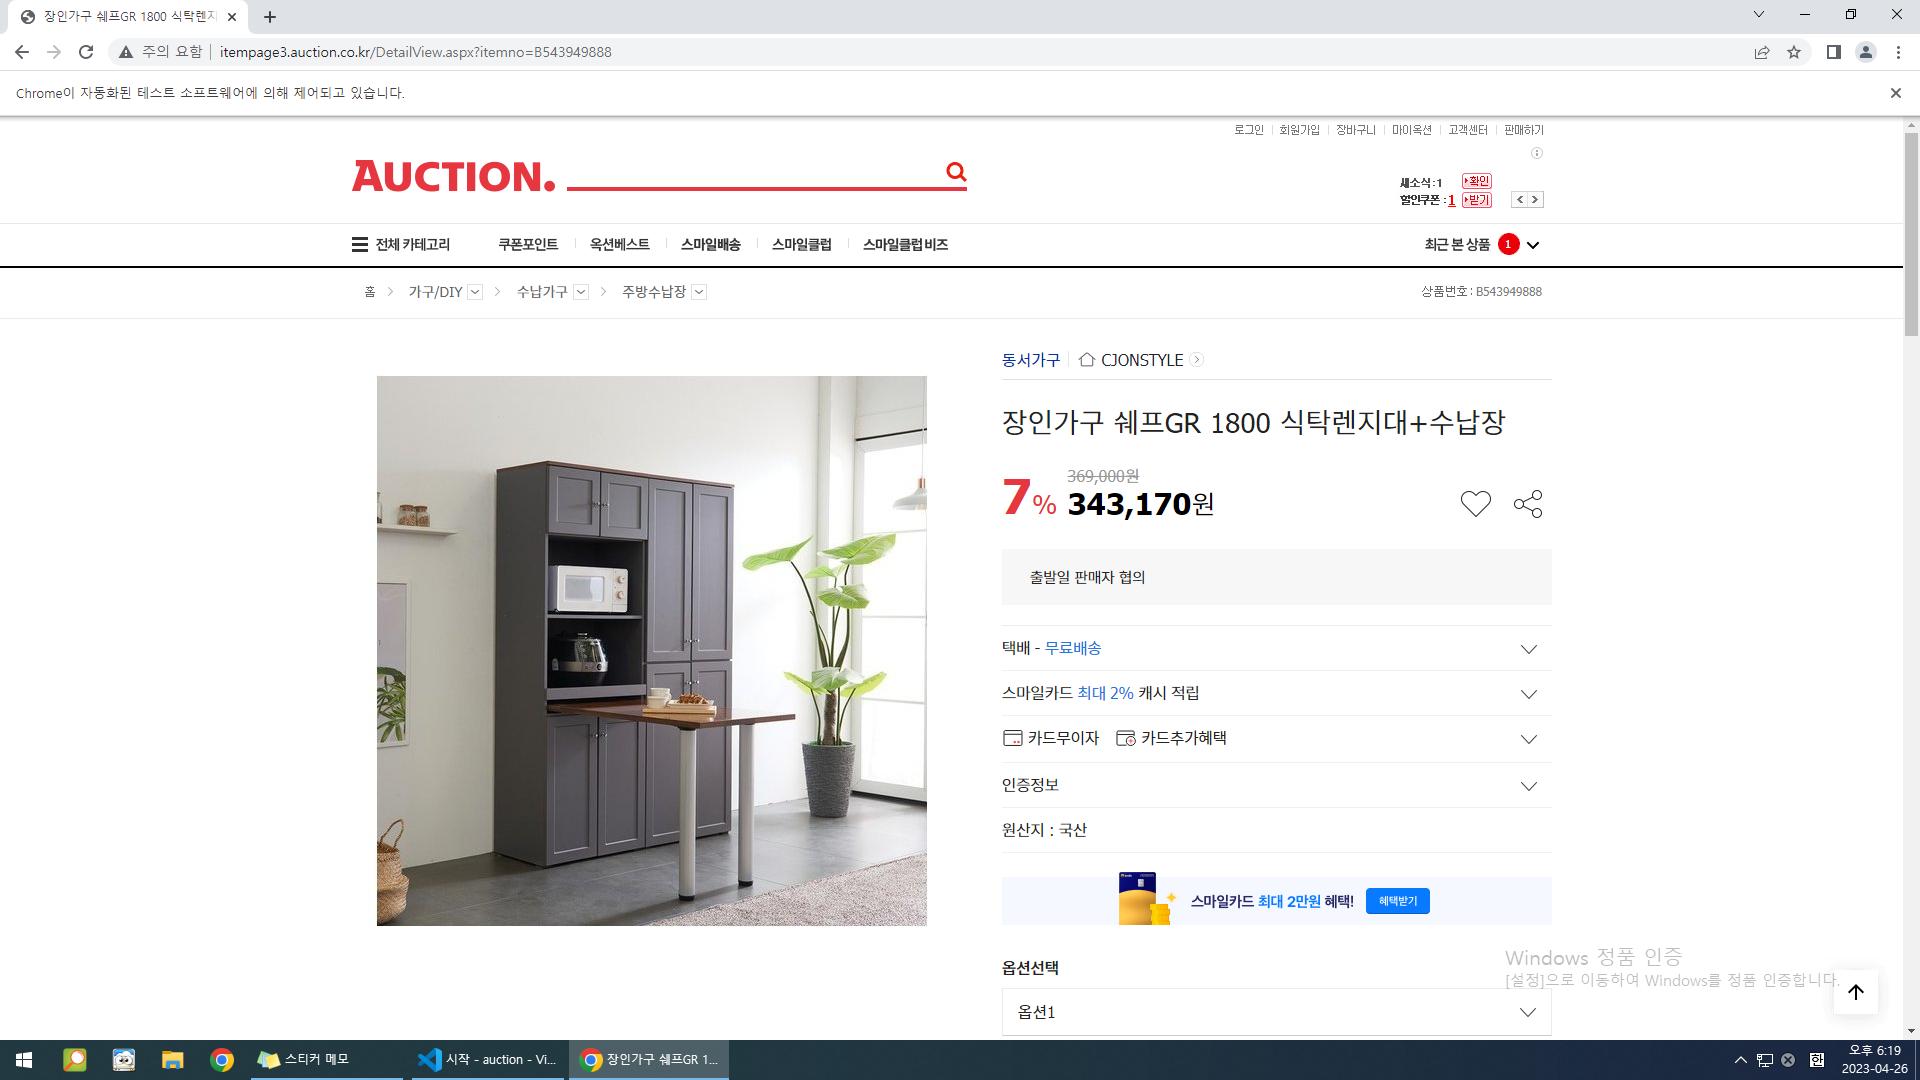 장인가구 쉐프GR 1800 식탁렌지
주의 요함
itempage3.auction.co.kr/DetailView.aspx?itemno=B543949888
Chrome이 자동화된 테스트 소프트웨어에 의해 제어되고 있습니다.
로그인 회원가입 장바구니 마이옥션 고객센터 판매하기
AUCTION.
새소식:1 확인
할인쿠폰:1 받기
전체 카테고리 쿠폰포인트 옥션베스트 스마일배송 스마일클럽 스마일클럽 비즈 최근 본 상품 1
홈 > 가구/DIY > 수납가구 > 주방수납장 상품번호 : B543949888
동서가구 CJONSTYLE
장인가구 쉐프GR 1800 식탁렌지대+수납장
369,000원
7% 343,170원
출발일 판매자 협의
택배 - 무료배송
스마일카드 최대 2% 캐시 적립
카드무이자 카드추가혜택
인증정보
원산지 : 국산
스마일카드 최대 2만원 혜택! 혜택받기
옵션선택
옵션1
Windows 정품 인증
[설정]으로 이동하여 Windows를 정품 인증합니다.
스티커 메모
시작 - auction - Vi...
장인가구 쉐프GR 1...
한
오후 6:19
2023-04-26